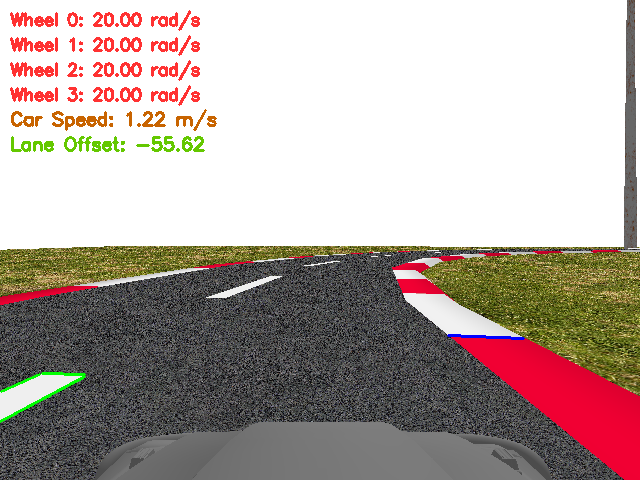 Wheel 0: 20.00 rad/s
Wheel 1: 20.00 rad/s
Wheel 2: 20.00 rad/s
Wheel 3: 20.00 rad/s
Car Speed: 1.22 m/s
Lane Offset: -55.62